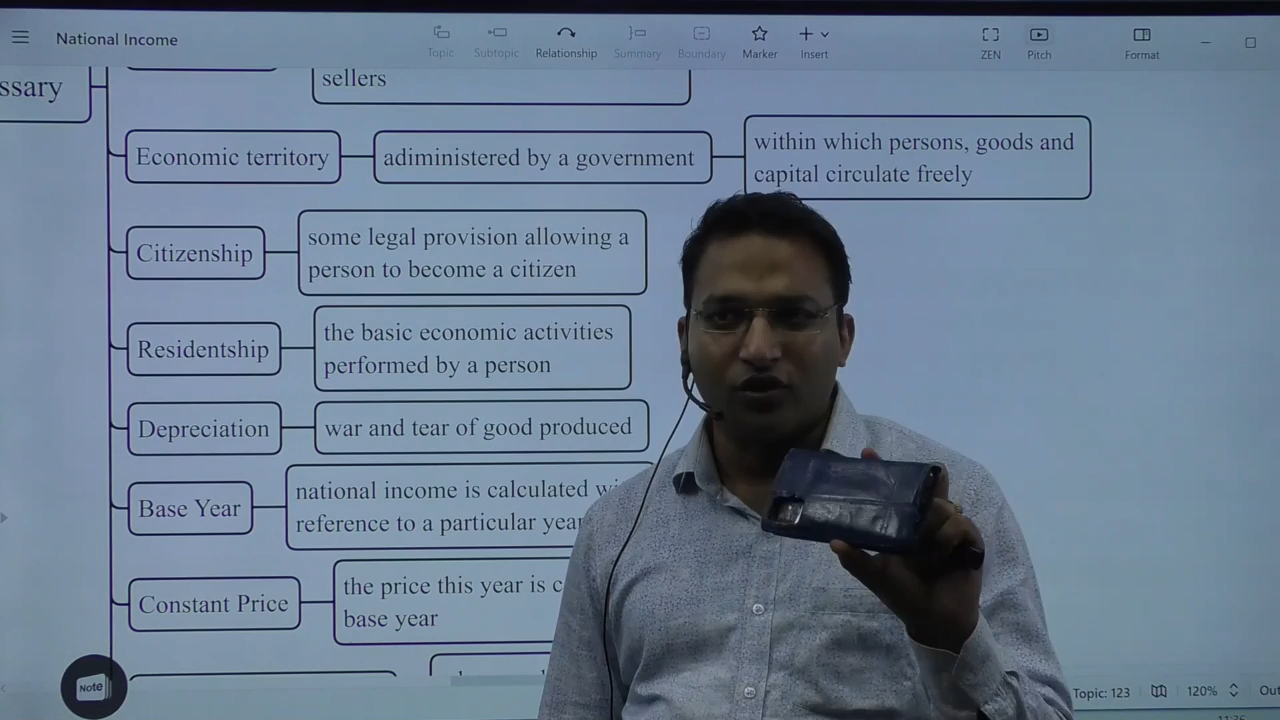 National Income
Topic
Subtopic
Relationship
Summary
Boundary
Marker
Insert
ZEN
Pitch
Format
ssary
sellers
Economic territory
adiministered by a government
within which persons, goods and
capital circulate freely
Citizenship
some legal provision allowing a
person to become a citizen
Residentship
the basic economic activities
performed by a person
Depreciation
war and tear of good produced
Base Year
national income is calculated wi
reference to a particular year
Constant Price
the price this year is c
base year
Note
Topic: 123
120%
Out